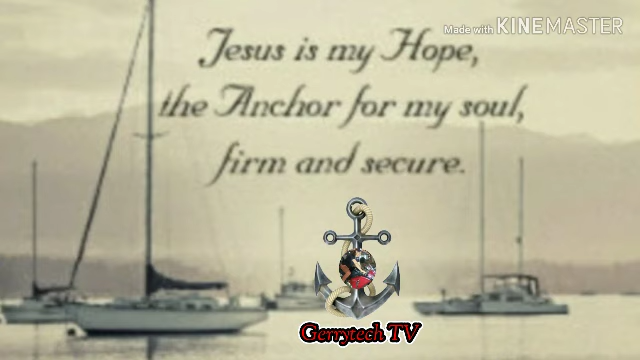 Made with KINEMASTER
Jesus is my Hope,
the Anchor for my soul,
firm and secure.
Gerrytech TV